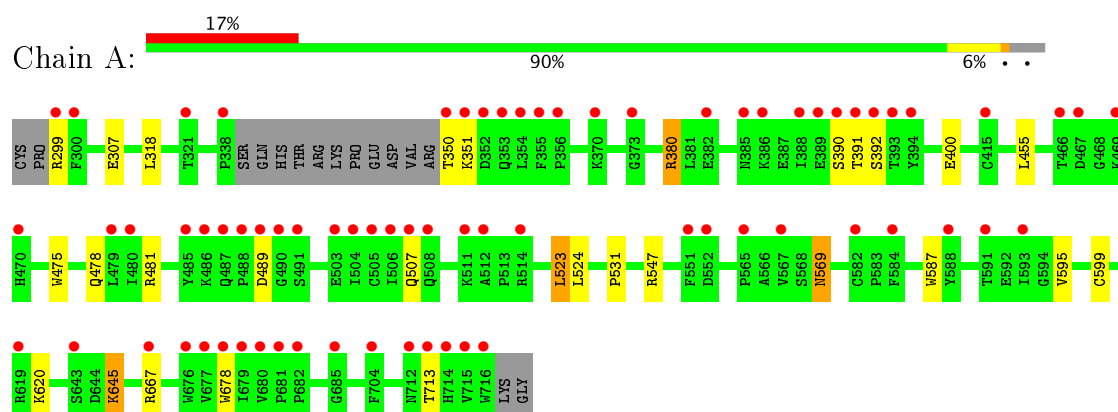 17%
Chain A:
90%
6%
CYS PRO R299 F300 E307 L318 T321 P338 SER GLN HIS THR ARG LYS PRO GLU ASP VAL ARG T350 K351 D352 Q353 L354 F355 P356 K370 G373 R380 L381 E382 N385 K386 E387 I388 E389 S390 T391 S392 T393 Y394 E400 C415 L455 T466 D467 G468 K469
H470 W475 Q478 L479 I480 R481 Y485 K486 Q487 P488 D489 G490 S491 E503 I504 C505 I506 Q507 Q508 K511 A512 P513 R514 L523 L524 P531 R547 F551 D552 P565 A566 V567 S568 N569 C582 P583 F584 W587 Y588 T591 E592 I593 G594 V595 C599
R619 K620 S643 D644 K645 R667 W676 V677 W678 I679 V680 P681 P682 G685 F704 N712 T713 H714 V715 W716 LYS GLY